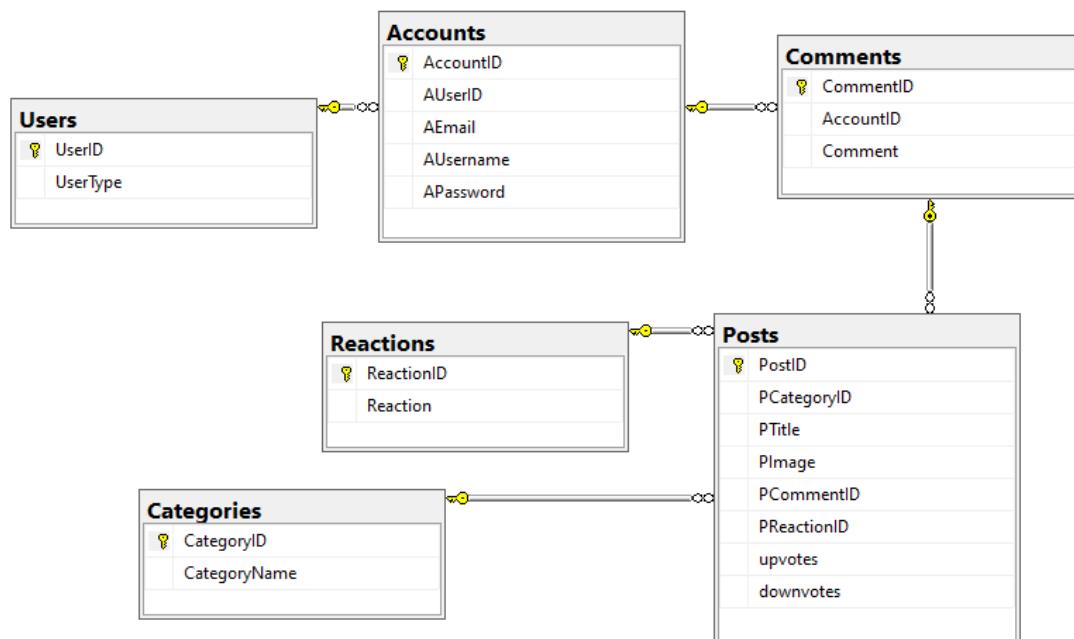 Accounts
AccountID
AUserID
AEmail
AUsername
APassword
Comments
CommentID
AccountID
Comment
Users
UserID
UserType
Reactions
ReactionID
Reaction
Posts
PostID
PCategoryID
PTitle
PImage
PCommentID
PReactionID
upvotes
downvotes
Categories
CategoryID
CategoryName